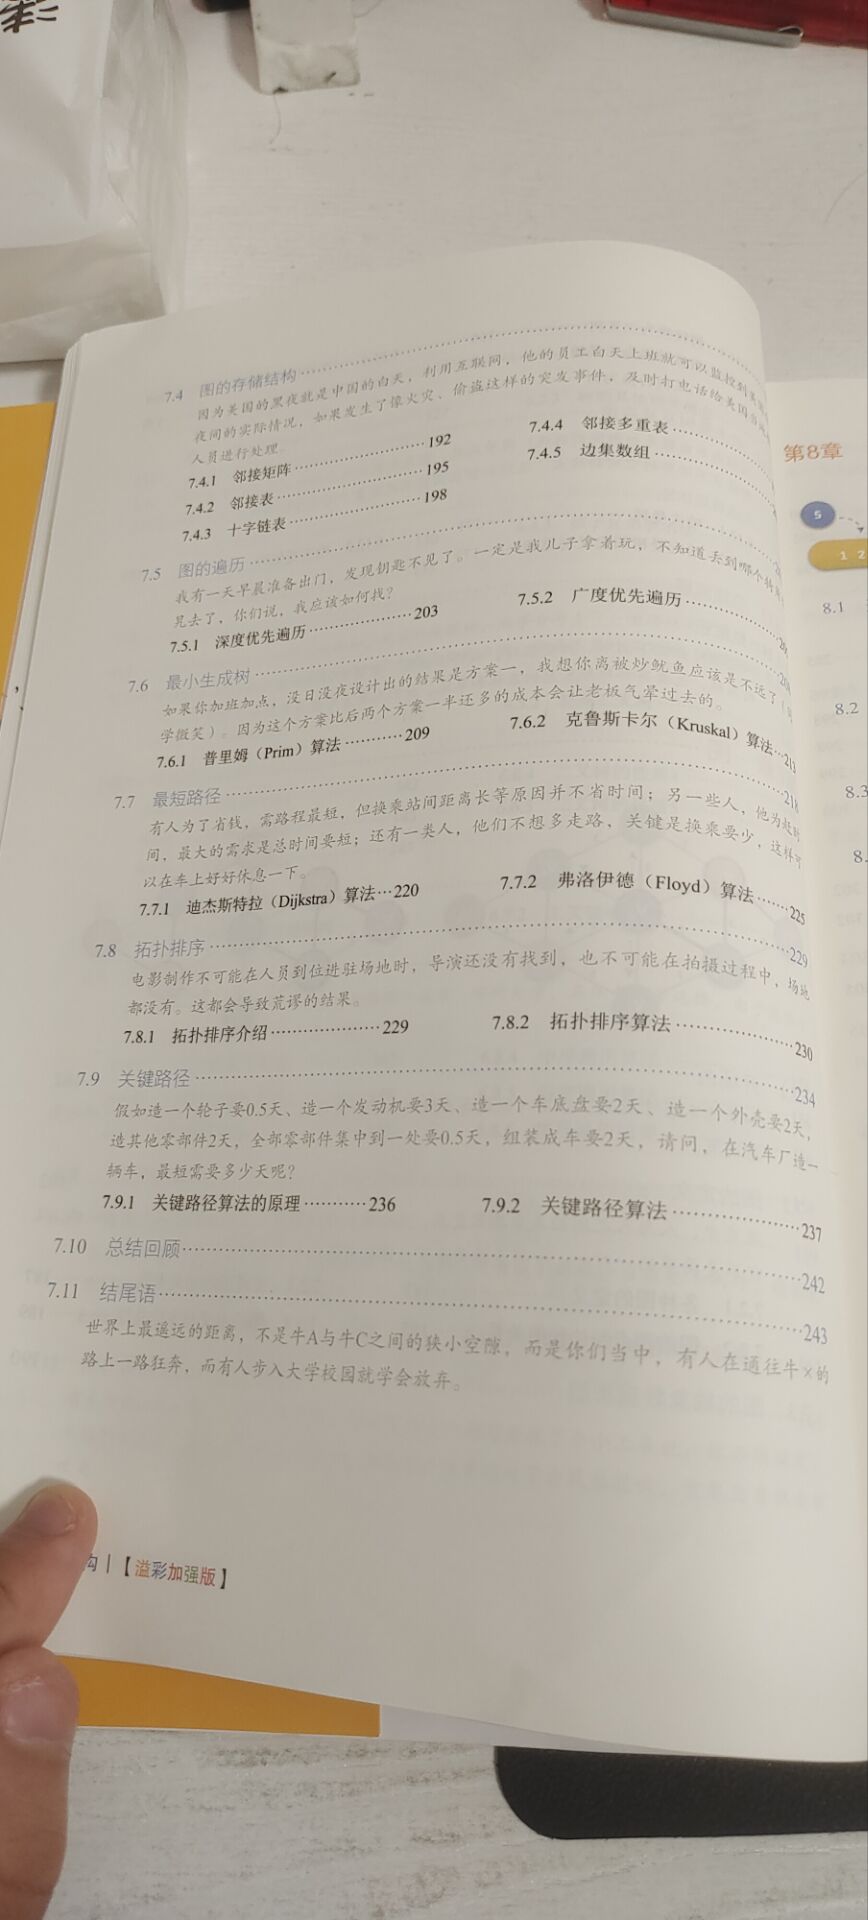 7.4 图的存储结构
因为美国的黑夜就是中国的白天，利用互联网，他的员工白天上班就可以监控到美国
夜间的实际情况，如果发生了像火灾、偷盗这样的突发事件，及时打电话给美国
人员进行处理。
7.4.1 邻接矩阵 192 7.4.4 邻接多重表
7.4.2 邻接表 195 7.4.5 边集数组
7.4.3 十字链表 198
7.5 图的遍历
我有一天早晨准备出门，发现钥匙不见了。一定是我儿子拿着玩，不知道丢到哪个
晃去了，你们说，我应该如何找？
7.5.1 深度优先遍历 203 7.5.2 广度优先遍历
7.6 最小生成树
如果你加班加点，没日没夜设计出的结果是方案一，我想你离被炒鱿鱼应该是不远了（
学微笑）。因为这个方案比后两个方案一半还多的成本会让老板气晕过去的。
7.6.1 普里姆（Prim）算法 209 7.6.2 克鲁斯卡尔（Kruskal）算法 213
7.7 最短路径 218
有人为了省钱，需路程最短，但换乘站间距离长等原因并不省时间；另一些人，他为赶时
间，最大的需求是总时间要短；还有一类人，他们不想多走路，关键是换乘要少，这样可
以在车上好好休息一下。
7.7.1 迪杰斯特拉（Dijkstra）算法 220 7.7.2 弗洛伊德（Floyd）算法 225
7.8 拓扑排序 229
电影制作不可能在人员到位进驻场地时，导演还没有找到，也不可能在拍摄过程中，场地
都没有。这都会导致荒谬的结果。
7.8.1 拓扑排序介绍 229 7.8.2 拓扑排序算法 230
7.9 关键路径 234
假如造一个轮子要0.5天、造一个发动机要3天、造一个车底盘要2天、造一个外壳要2天，
造其他零部件2天，全部零部件集中到一处要0.5天，组装成车要2天，请问，在汽车厂造一
辆车，最短需要多少天呢？
7.9.1 关键路径算法的原理 236 7.9.2 关键路径算法 237
7.10 总结回顾 242
7.11 结尾语 243
世界上最遥远的距离，不是牛A与牛C之间的狭小空隙，而是你们当中，有人在通往牛×的
路上一路狂奔，而有人步入大学校园就学会放弃。
构 | 【溢彩加强版】
第8章
5
1 2
8.1
8.2
8.3
8.